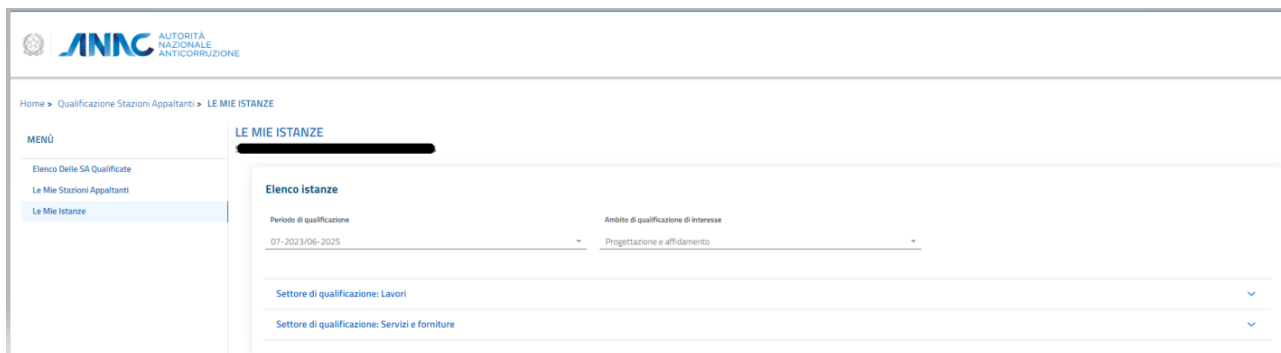 ANAC AUTORITÀ
NAZIONALE
ANTICORRUZIONE
Home > Qualificazione Stazioni Appaltanti > LE MIE ISTANZE
MENÙ
Elenco Delle SA Qualificate
Le Mie Stazioni Appaltanti
Le Mie Istanze
LE MIE ISTANZE
Elenco istanze
Periodo di qualificazione
07-2023/06-2025
Ambito di qualificazione di interesse
Progettazione e affidamento
Settore di qualificazione: Lavori
Settore di qualificazione: Servizi e forniture